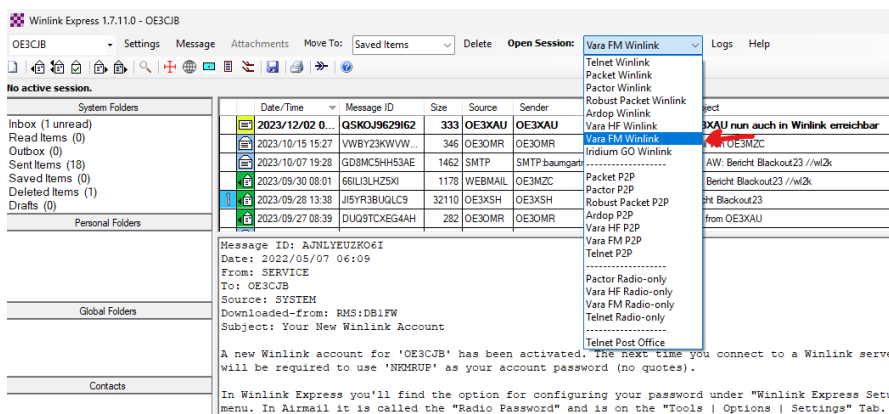 Winlink Express 1.7.11.0 - OE3CJB
OE3CJB Settings Message Attachments Move To: Saved Items Delete Open Session: Vara FM Winlink Logs Help
No active session.
System Folders
Inbox (1 unread)
Read Items (0)
Outbox (0)
Sent Items (18)
Saved Items (0)
Deleted Items (1)
Drafts (0)
Personal Folders
Global Folders
Contacts
Date/Time Message ID Size Source Sender ject
2023/12/02 0... QSKOJ9629I62 333 OE3XAU OE3XAU 3XAU nun auch in Winlink erreichbar
2023/10/15 15:27 VWBY23KWVW... 346 OE3OMR OE3OMR OE3MZC
2023/10/07 19:28 GD8MC5HH53AE 1462 SMTP SMTP:baumgartr AW: Bericht Blackout23 //wl2k
2023/09/30 08:01 66ILI3LHZ5XI 1178 WEBMAIL OE3MZC Bericht Blackout23 //wl2k
2023/09/28 13:38 JI5YR3BUQLC9 32110 OE3XSH OE3XSH ht Blackout23
2023/09/27 08:39 DUQ9TCXEG4AH 282 OE3OMR OE3OMR from OE3XAU
Telnet Winlink
Packet Winlink
Pactor Winlink
Robust Packet Winlink
Ardop Winlink
Vara HF Winlink
Vara FM Winlink
Iridium GO Winlink
-------------------
Packet P2P
Pactor P2P
Robust Packet P2P
Ardop P2P
Vara HF P2P
Vara FM P2P
Telnet P2P
-------------------
Pactor Radio-only
Vara HF Radio-only
Vara FM Radio-only
Telnet Radio-only
-------------------
Telnet Post Office
Message ID: AJNLYEUZKO6I
Date: 2022/05/07 06:09
From: SERVICE
To: OE3CJB
Source: SYSTEM
Downloaded-from: RMS:DB1FW
Subject: Your New Winlink Account
A new Winlink account for 'OE3CJB' has been activated. The next time you connect to a Winlink serve
will be required to use 'NKMRUP' as your account password (no quotes).
In Winlink Express you'll find the option for configuring your password under "Winlink Express Setu
menu. In Airmail it is called the "Radio Password" and is on the "Tools | Options | Settings" Tab.